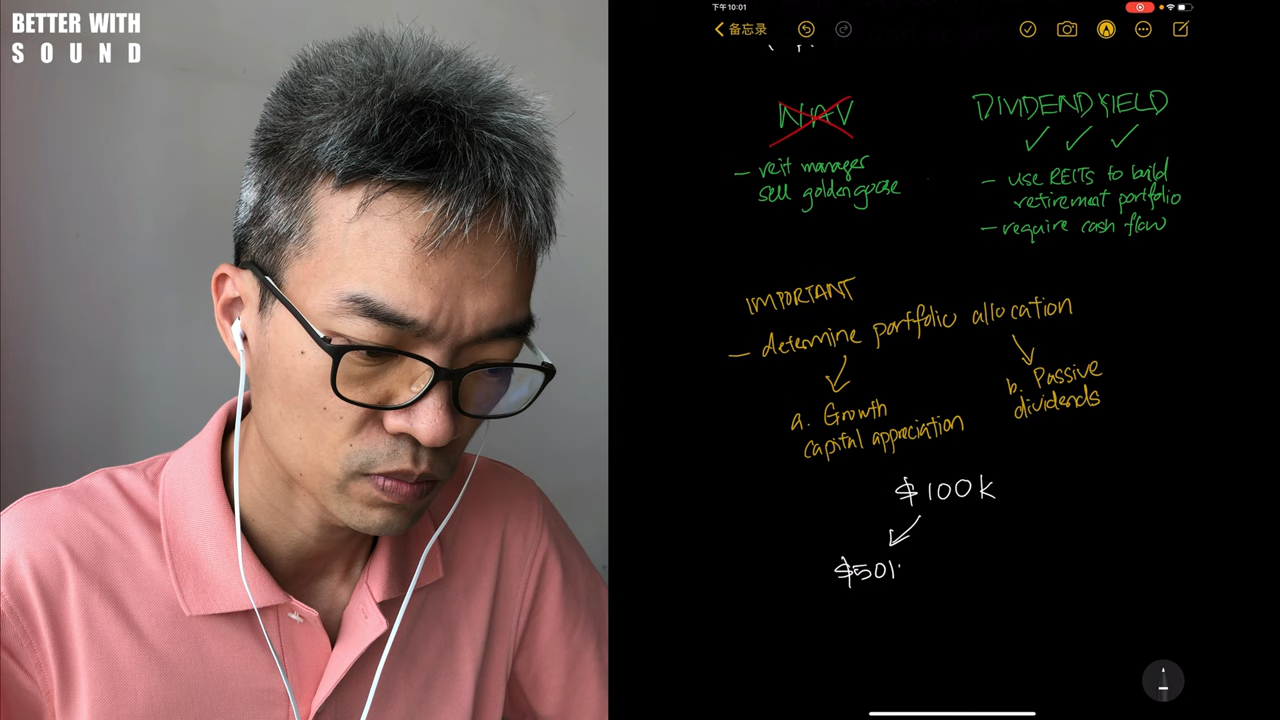 BETTER WITH
SOUND
下午10:01
备忘录
NAV
- reit manager
sell golden goose
DIVIDEND YIELD
- use REITs to build
retirement portfolio
- require cash flow
IMPORTANT
- determine portfolio allocation
a. Growth
capital appreciation
b. Passive
dividends
$100k